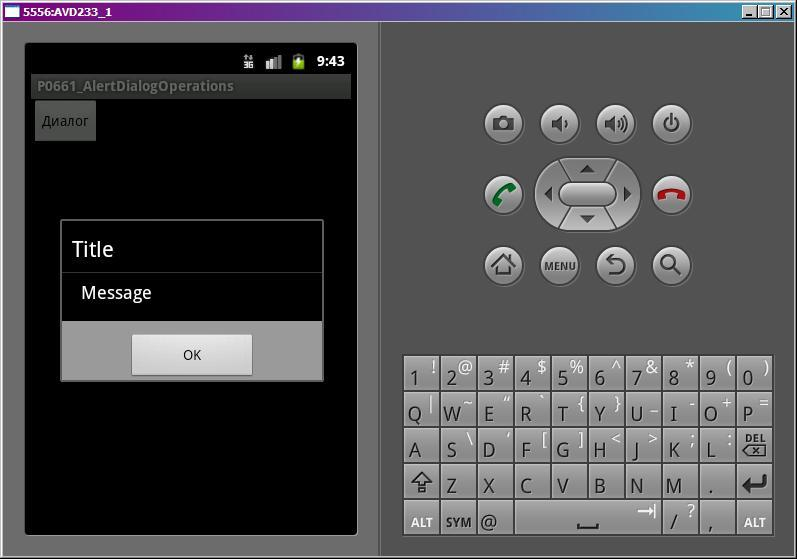 5556:AVD233_1
3G 9:43
P0661_AlertDialogOperations
Диалог
Title
Message
OK
MENU
1 ! 2 @ 3 # 4 $ 5 % 6 ^ 7 & 8 * 9 ( 0 )
Q | W ~ E “ R ` T { Y } U _ I - O + P =
A S \ D ‘ F [ G ] H < J > K ; L : DEL
Z X C V B N M .
ALT SYM @ / ? , ALT